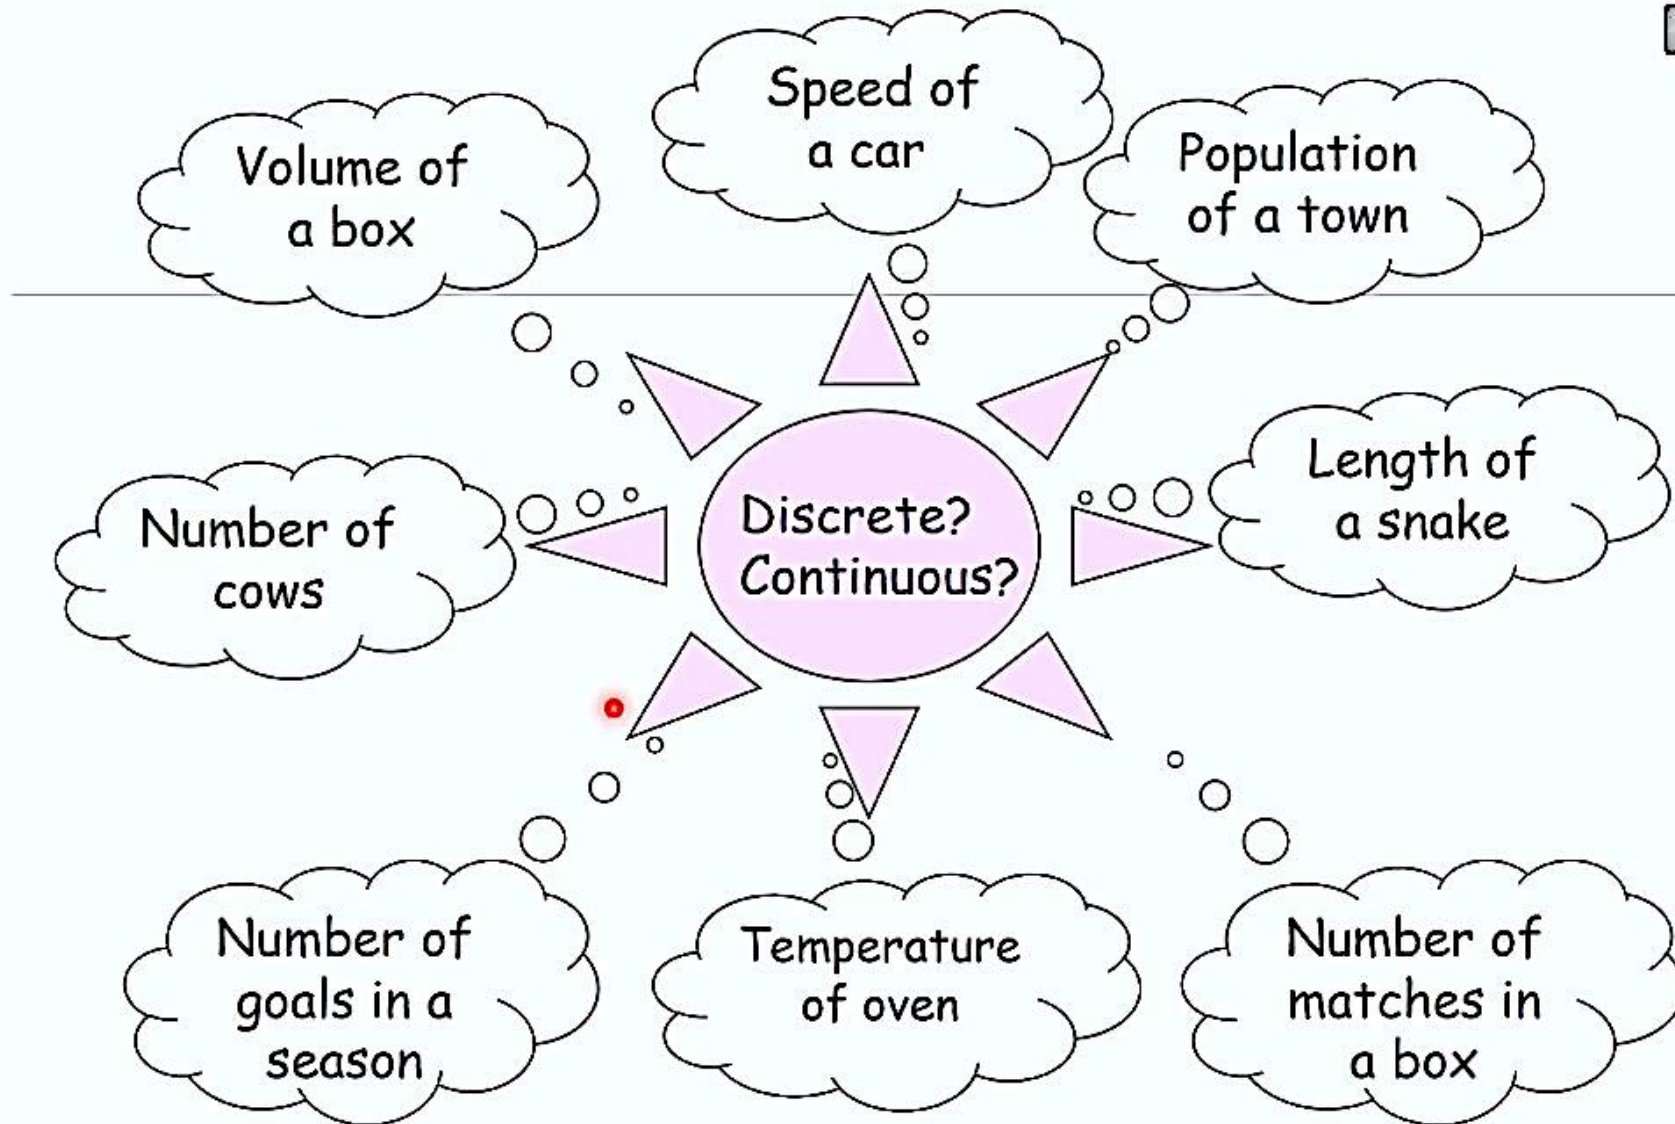 Speed of
a car
Volume of
a box
Population
of a town
Number of
cows
Discrete?
Continuous?
Length of
a snake
Number of
goals in a
season
Temperature
of oven
Number of
matches in
a box